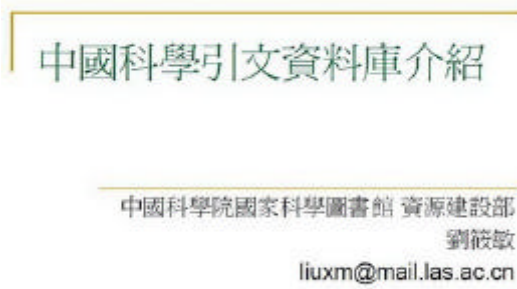 中國科學引文資料庫介紹
中國科學院國家科學圖書館 資源建設部
劉筱敏
liuxm@mail.las.ac.cn